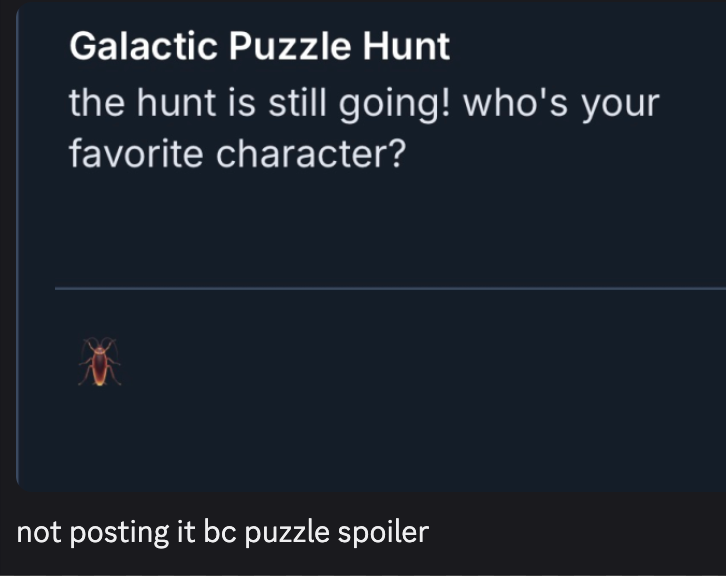 Galactic Puzzle Hunt
the hunt is still going! who's your
favorite character?
🪳
not posting it bc puzzle spoiler